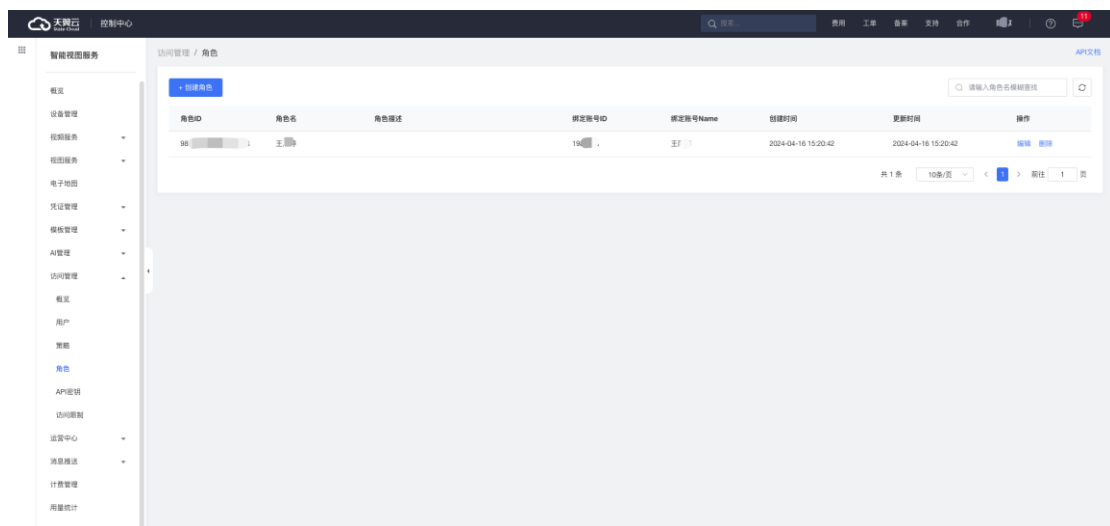 天翼云 State Cloud 控制中心 搜索... 费用 工单 备案 支持 合作 11
智能视图服务 访问管理 / 角色 API文档
概览 + 创建角色 请输入角色名模糊查找
设备管理 角色ID 角色名 角色描述 绑定账号ID 绑定账号Name 创建时间 更新时间 操作
视频服务 98 王 198 王 2024-04-16 15:20:42 2024-04-16 15:20:42 编辑 删除
视图服务
电子地图 共 1 条 10条/页 < 1 > 前往 1 页
凭证管理
模板管理
AI管理
访问管理
概览
用户
策略
角色
API密钥
访问限制
运营中心
消息推送
计费管理
用量统计